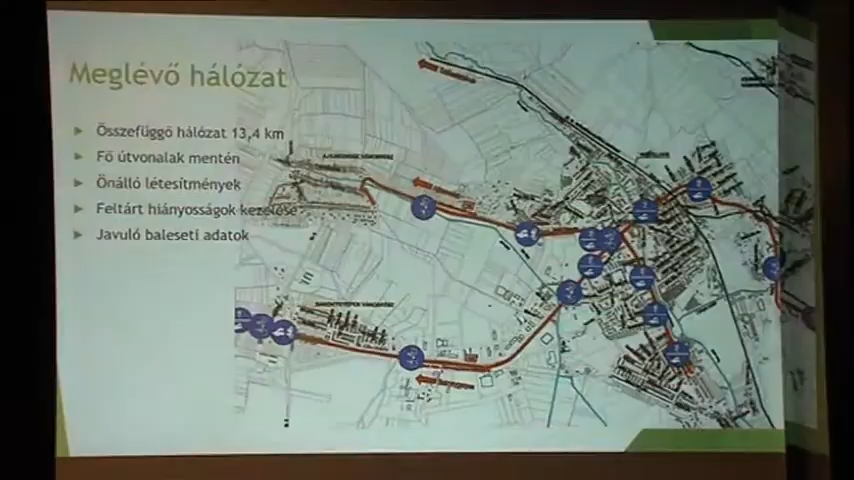 Meglévő hálózat
Összefüggő hálózat 13,4 km
Fő útvonalak mentén
Önálló létesítmények
Feltárt hiányosságok kezelése
Javuló baleseti adatok